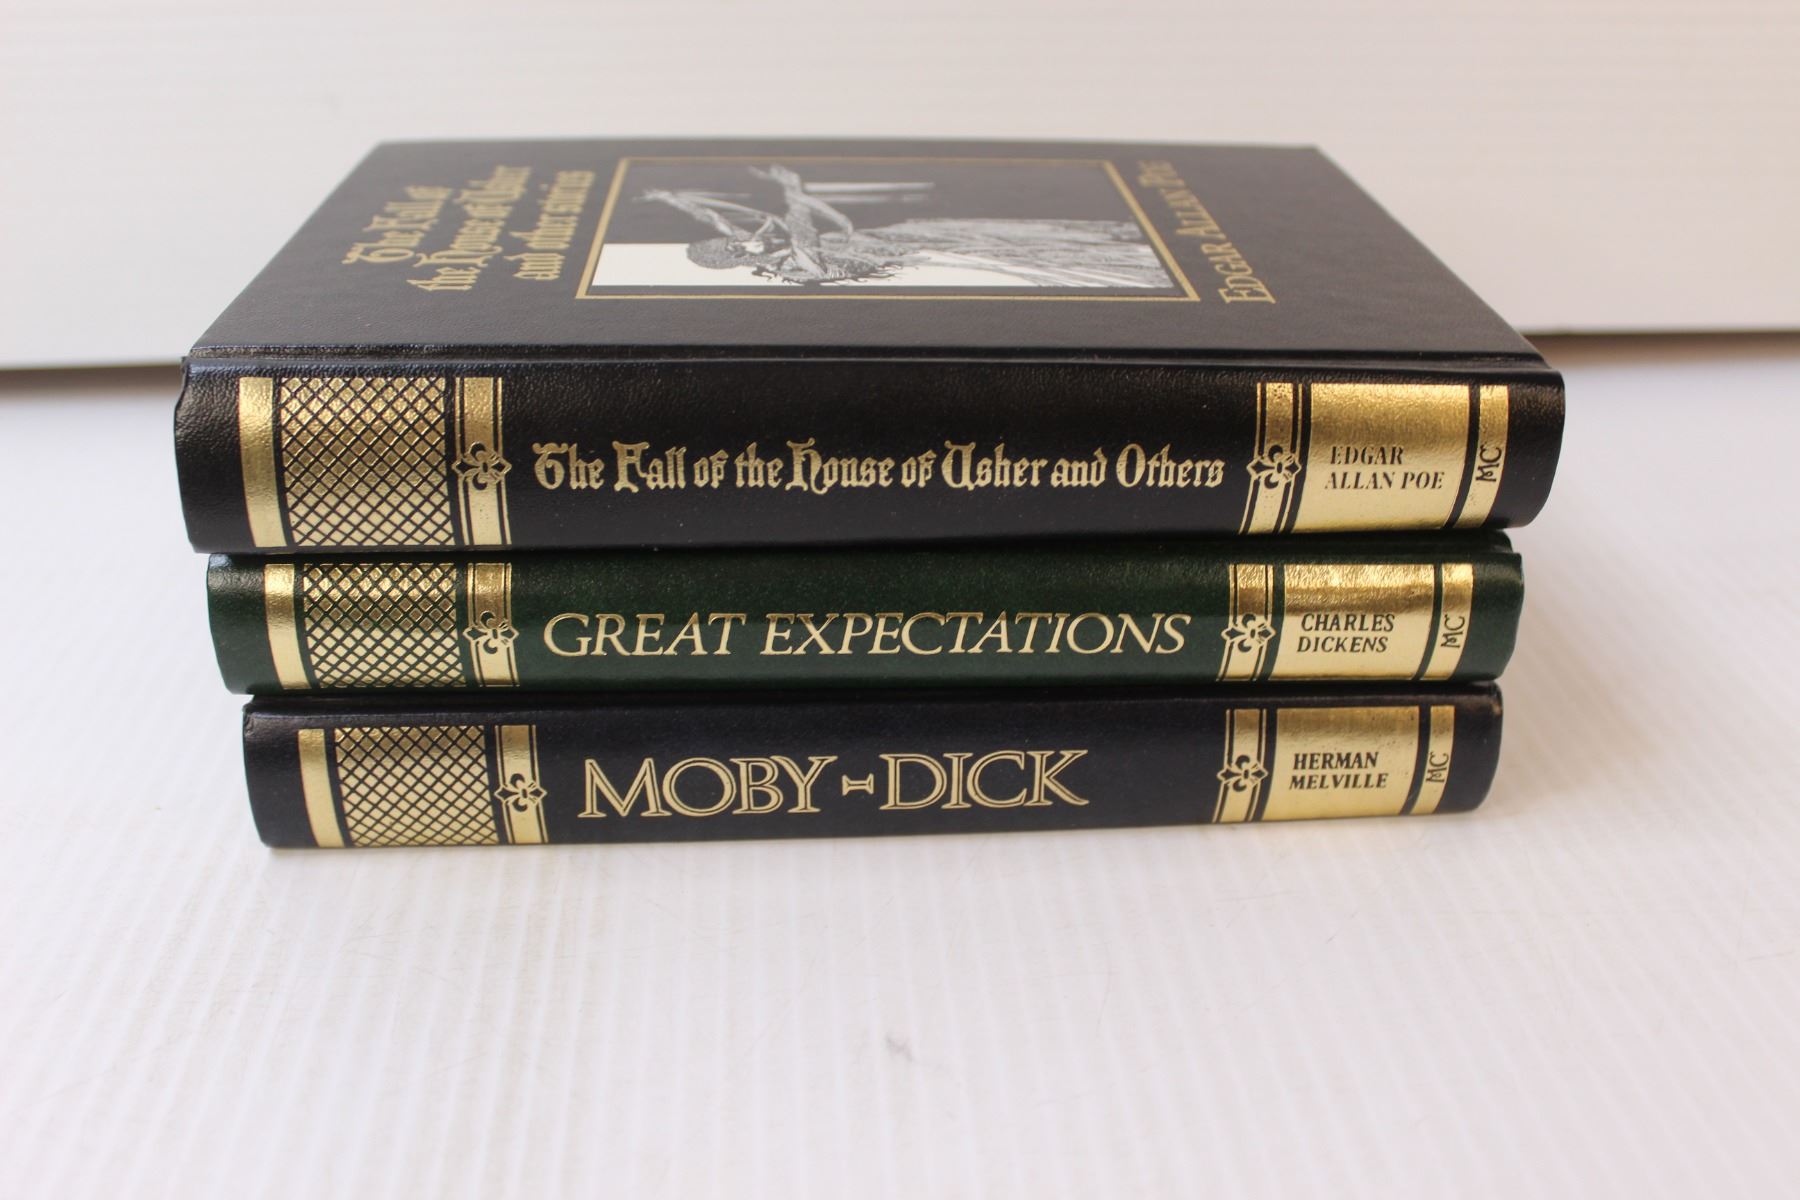 The Fall of
the House of Usher
and other stories
EDGAR ALLAN POE
The Fall of the House of Usher and Others
EDGAR
ALLAN POE
MC
GREAT EXPECTATIONS
CHARLES
DICKENS
MC
MOBY-DICK
HERMAN
MELVILLE
MC